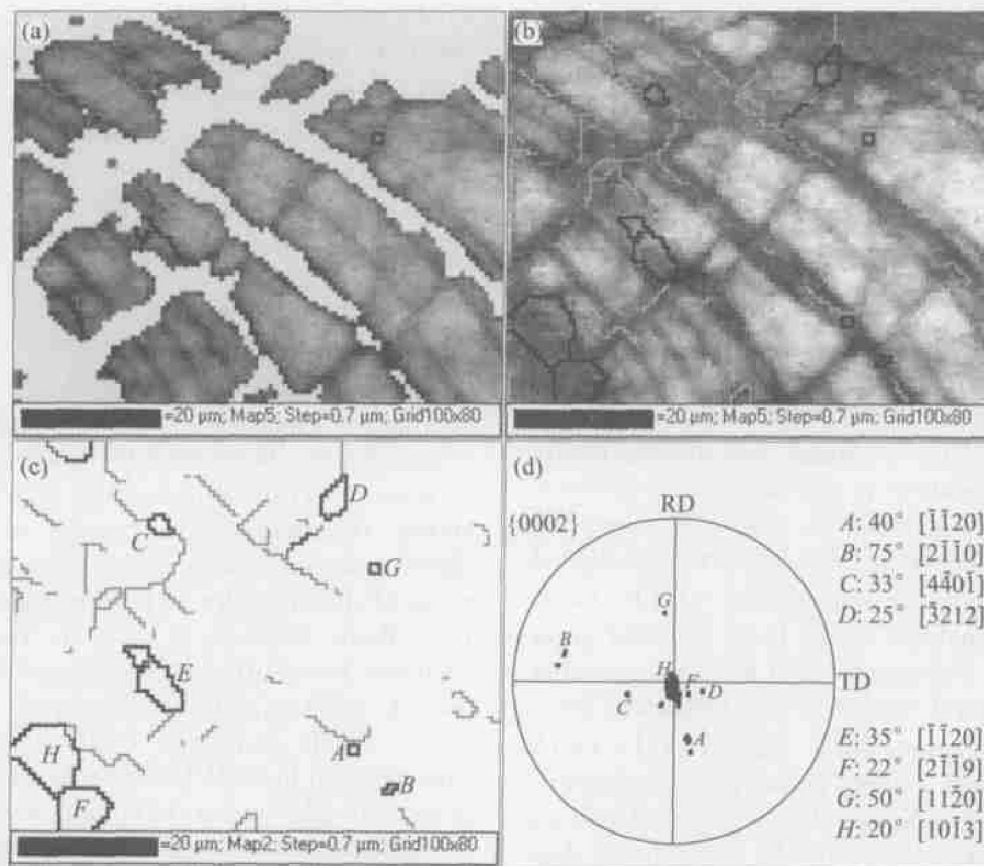 (a)
(b)
=20 μm; Map5; Step=0.7 μm; Grid100x80
=20 μm; Map5; Step=0.7 μm; Grid100x80
(c)
D
C
G
E
H
A
F
B
=20 μm; Map2; Step=0.7 μm; Grid100x80
(d)
RD
{0002}
G
B
H
F
D
C
A
TD
A: 40° [1̄1̄20]
B: 75° [21̄1̄0]
C: 33° [44̄01̄]
D: 25° [3̄212]
E: 35° [1̄1̄20]
F: 22° [21̄1̄9]
G: 50° [112̄0]
H: 20° [101̄3]